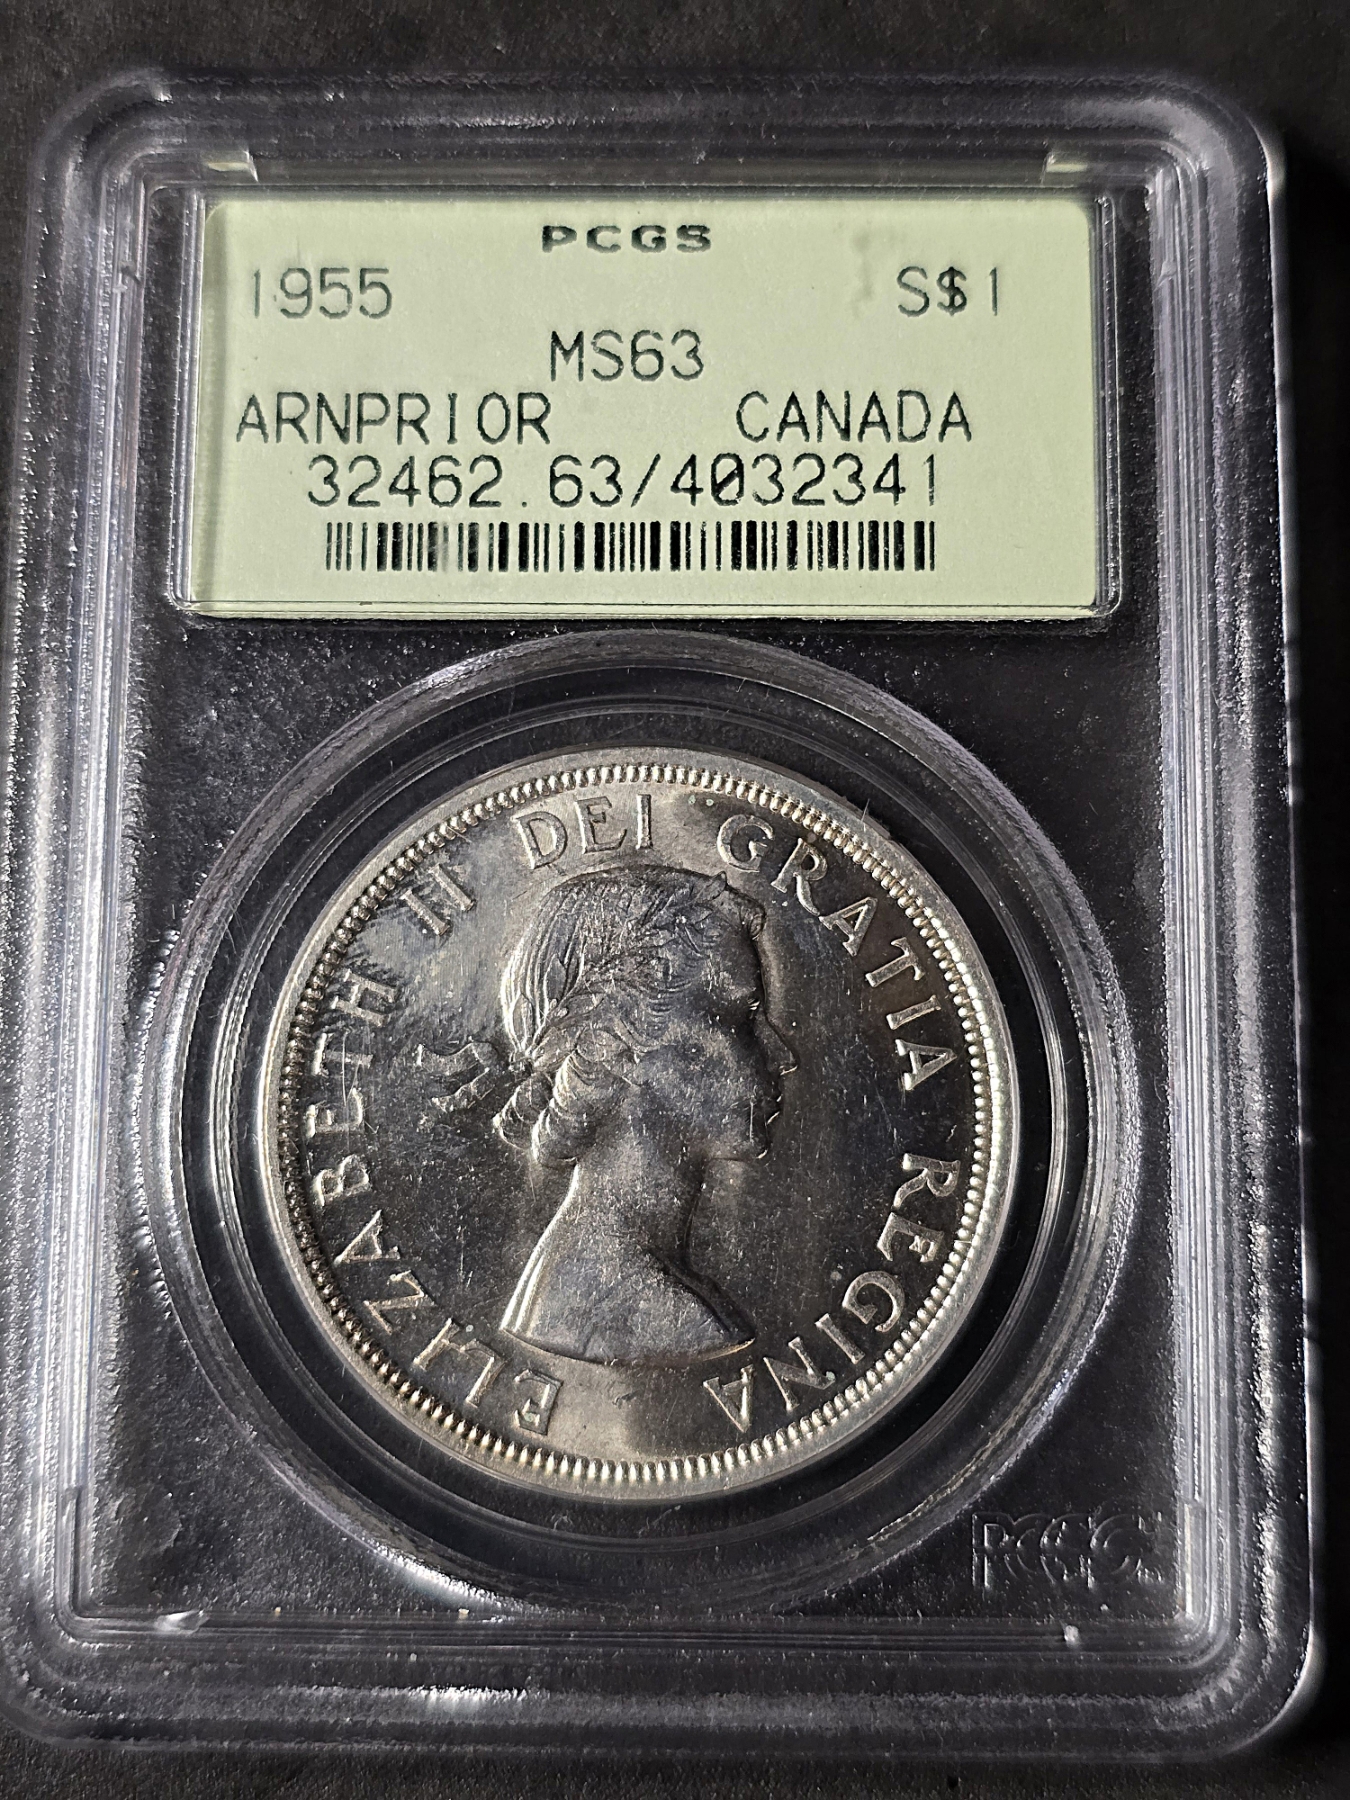 PCGS
1955 S$1
MS63
ARNPRIOR CANADA
32462.63/4032341
ELIZABETH II DEI GRATIA REGINA
PCGS